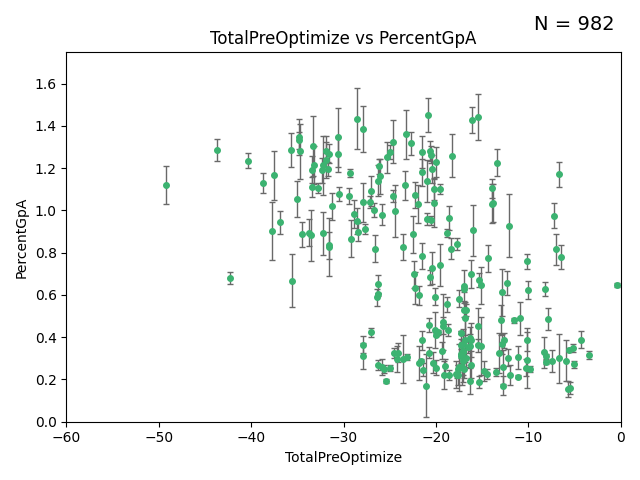 N = 982
TotalPreOptimize vs PercentGpA
PercentGpA
1.6
1.4
1.2
1.0
0.8
0.6
0.4
0.2
0.0
−60 −50 −40 −30 −20 −10 0
TotalPreOptimize